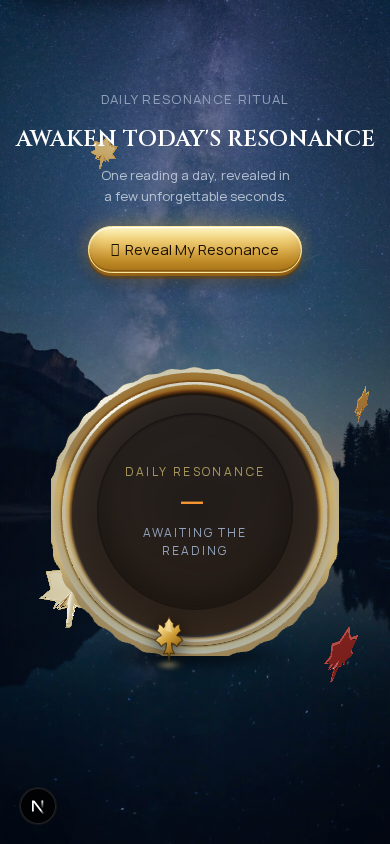 DAILY RESONANCE RITUAL
AWAKEN TODAY'S RESONANCE
One reading a day, revealed in
a few unforgettable seconds.
Reveal My Resonance
DAILY RESONANCE
AWAITING THE
READING
N